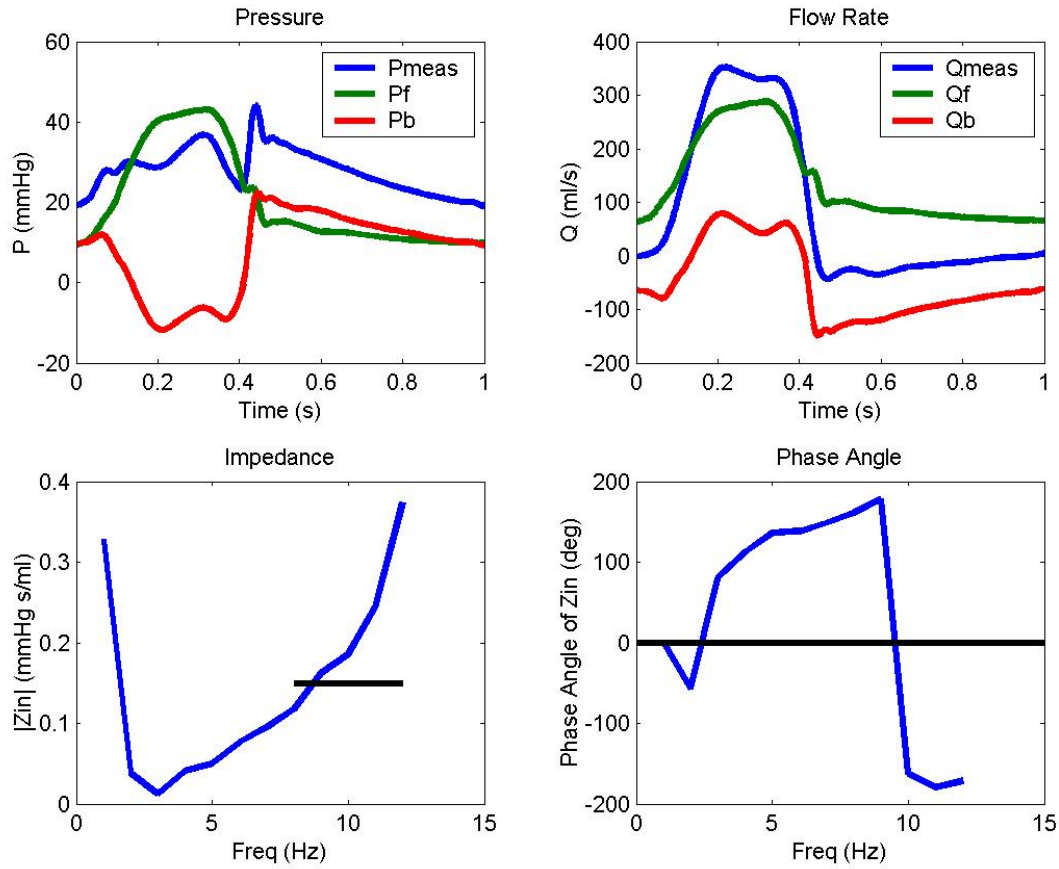 Pressure
60
40
20
0
-20
P (mmHg)
Pmeas
Pf
Pb
0 0.2 0.4 0.6 0.8 1
Time (s)
Flow Rate
400
300
200
100
0
-100
-200
Q (ml/s)
Qmeas
Qf
Qb
0 0.2 0.4 0.6 0.8 1
Time (s)
Impedance
0.4
0.3
0.2
0.1
0
|Zin| (mmHg s/ml)
0 5 10 15
Freq (Hz)
Phase Angle
200
100
0
-100
-200
Phase Angle of Zin (deg)
0 5 10 15
Freq (Hz)